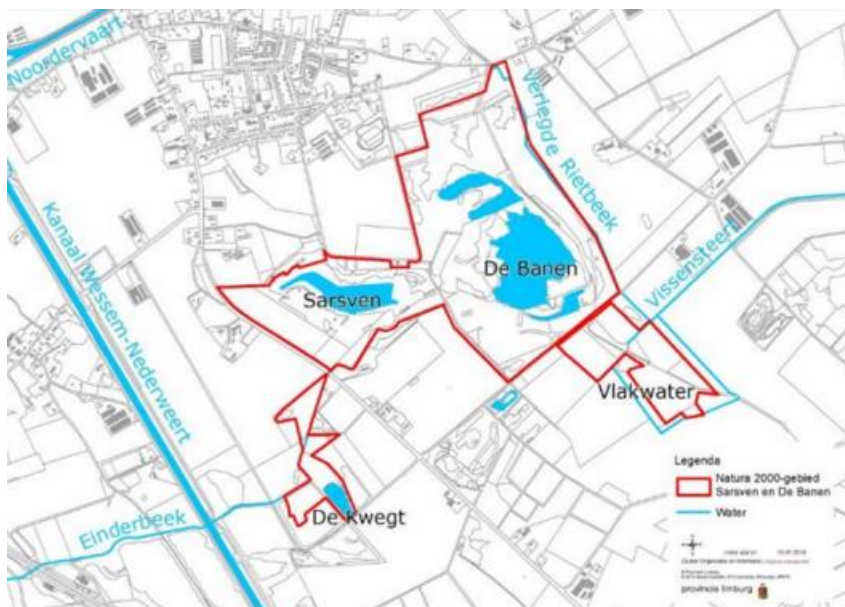 Noordervaart
Verlegde Rietbeek
Kanaal Wessem-Nederweert
De Banen
Vissensteert
Sarsven
Vlakwater
De Kwegt
Einderbeek
Legenda
Natura 2000-gebied
Sarsven en De Banen
Water
provincie limburg